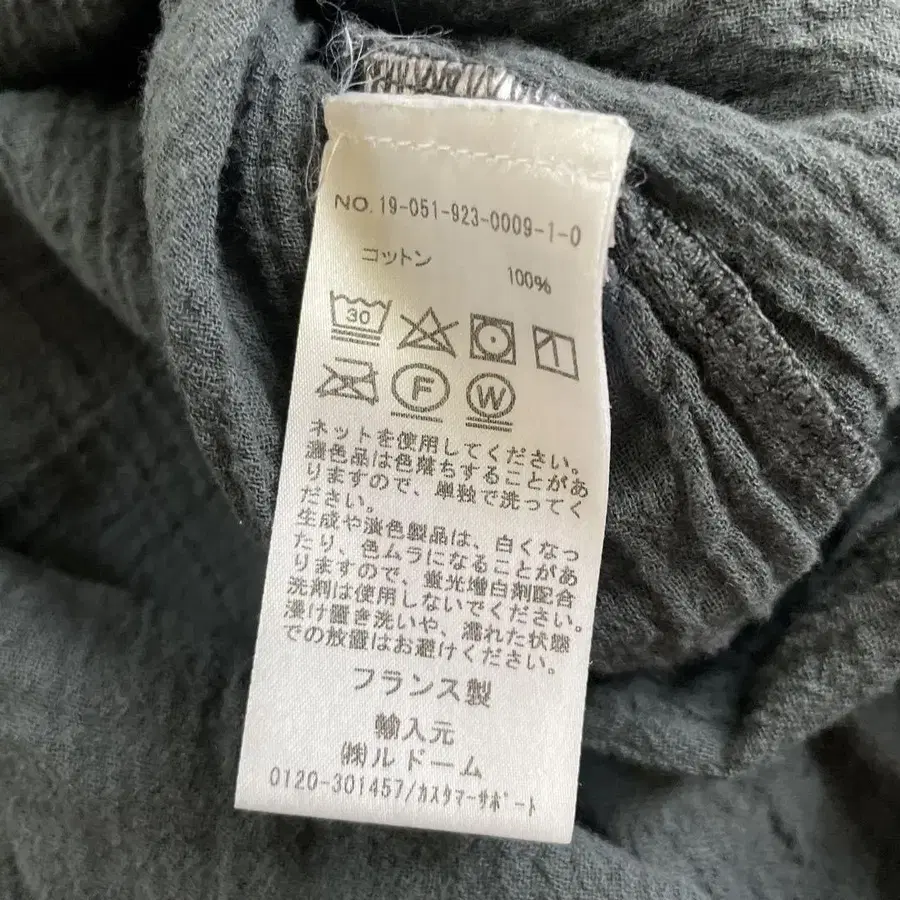 NO.19-051-923-0009-1-0
コットン 100%
30
F W
ネットを使用してください。
濃色品は色落ちすることがあ
りますので、単独で洗ってく
ださい。
生成や淡色製品は、白くなっ
たり、色ムラになることがあ
りますので、蛍光増白剤配合
洗剤は使用しないでください。
浸け置き洗いや、濡れた状態
での放置はお避けください。
フランス製
輸入元
㈱ルドーム
0120-301457/カスタマーサポート